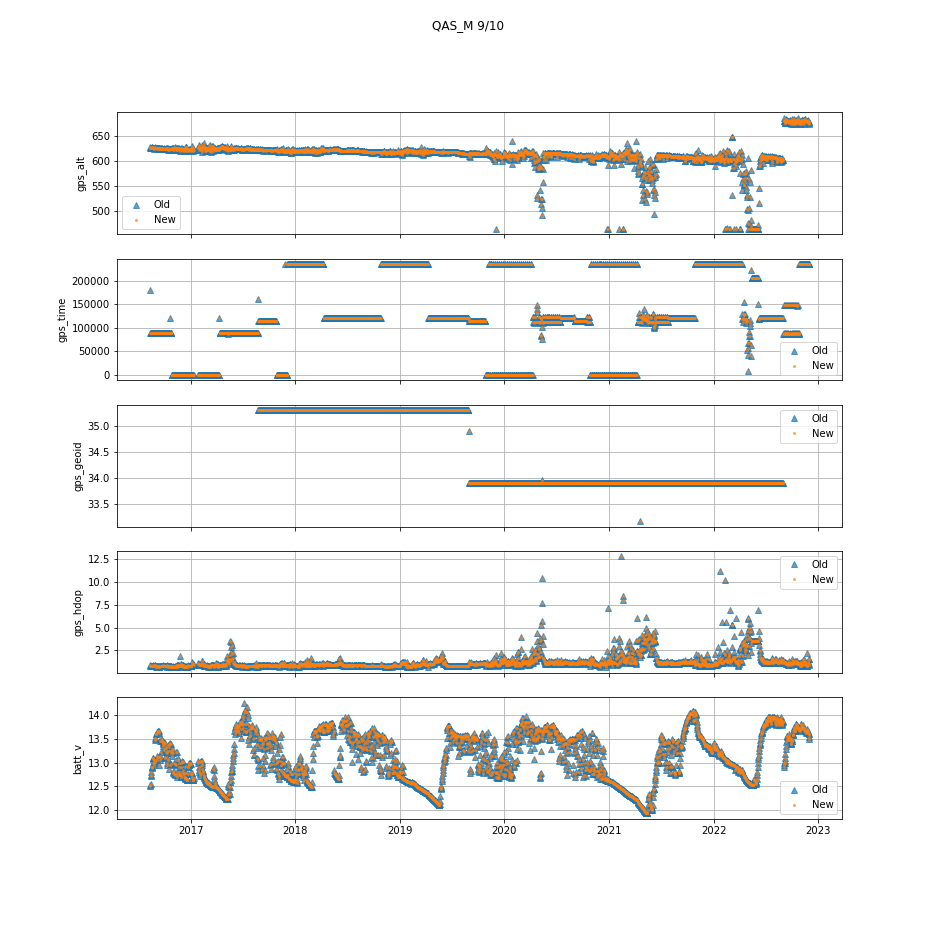 QAS_M 9/10
gps_alt
650
600
550
500
Old
New
gps_time
200000
150000
100000
50000
0
Old
New
gps_geoid
35.0
34.5
34.0
33.5
Old
New
gps_hdop
12.5
10.0
7.5
5.0
2.5
Old
New
batt_v
14.0
13.5
13.0
12.5
12.0
Old
New
2017 2018 2019 2020 2021 2022 2023